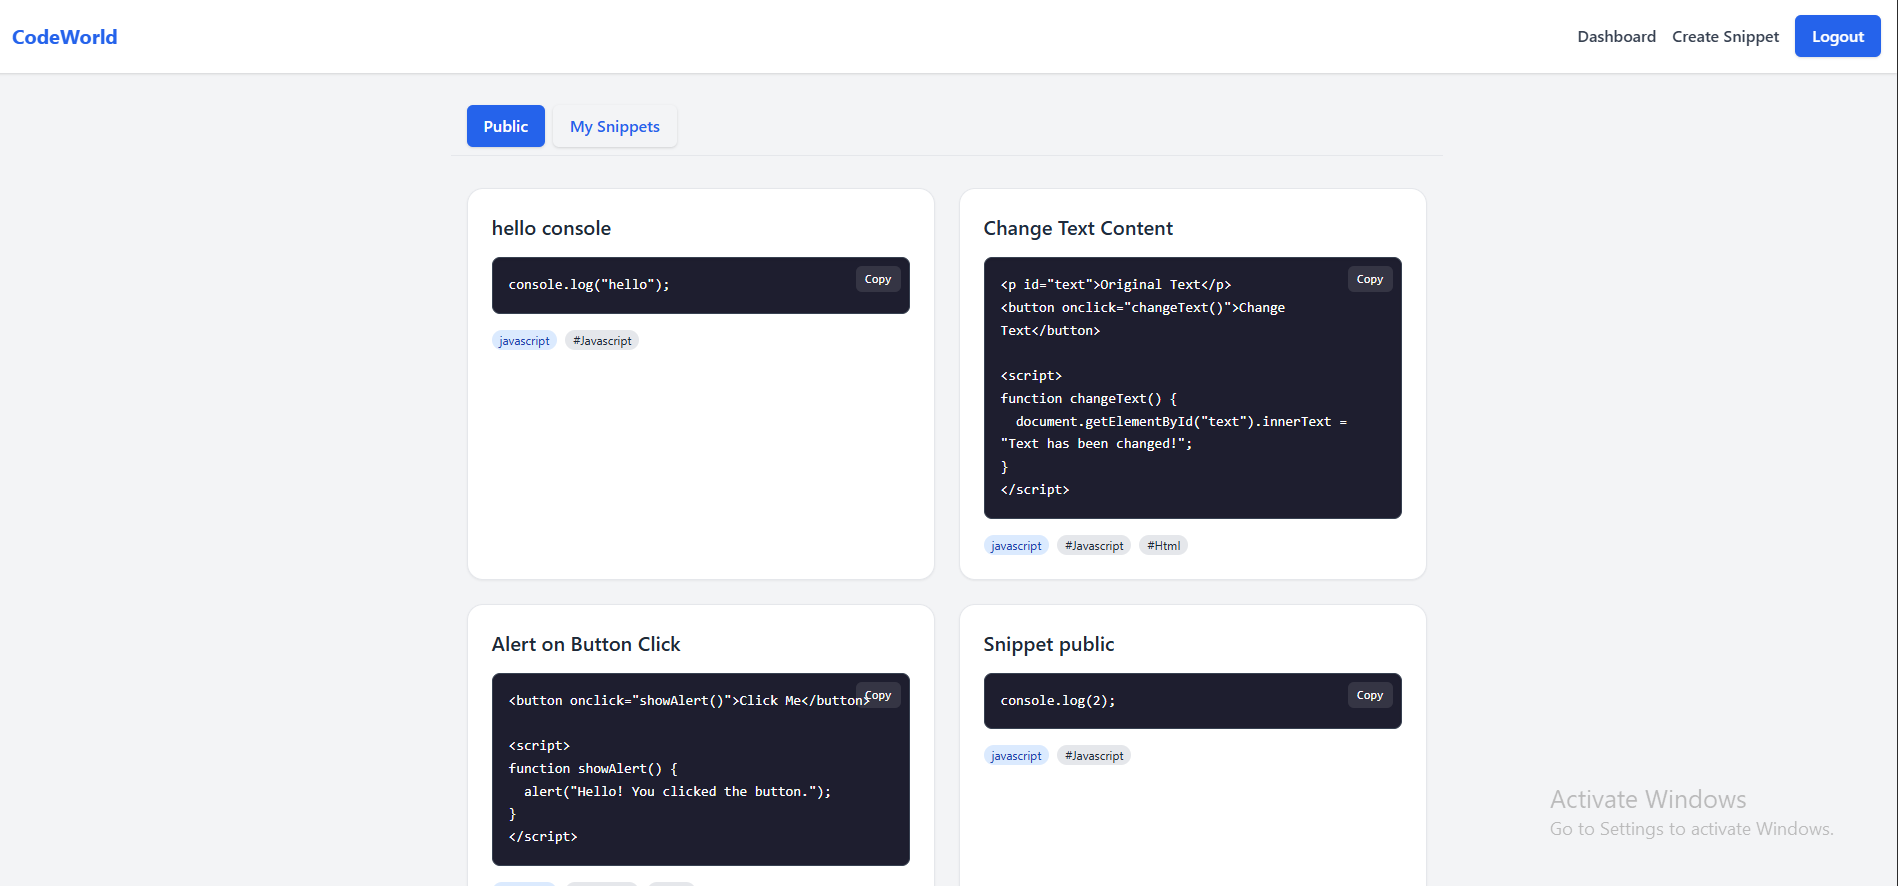 CodeWorld
Dashboard
Create Snippet
Logout
Public
My Snippets
hello console
console.log("hello");
Copy
javascript
#Javascript
Change Text Content
<p id="text">Original Text</p>
Copy
<button onclick="changeText()">Change
Text</button>
<script>
function changeText() {
  document.getElementById("text").innerText =
"Text has been changed!";
}
</script>
javascript
#Javascript
#Html
Alert on Button Click
<button onclick="showAlert()">Click Me</button>
Copy
<script>
function showAlert() {
  alert("Hello! You clicked the button.");
}
</script>
Snippet public
console.log(2);
Copy
javascript
#Javascript
Activate Windows
Go to Settings to activate Windows.